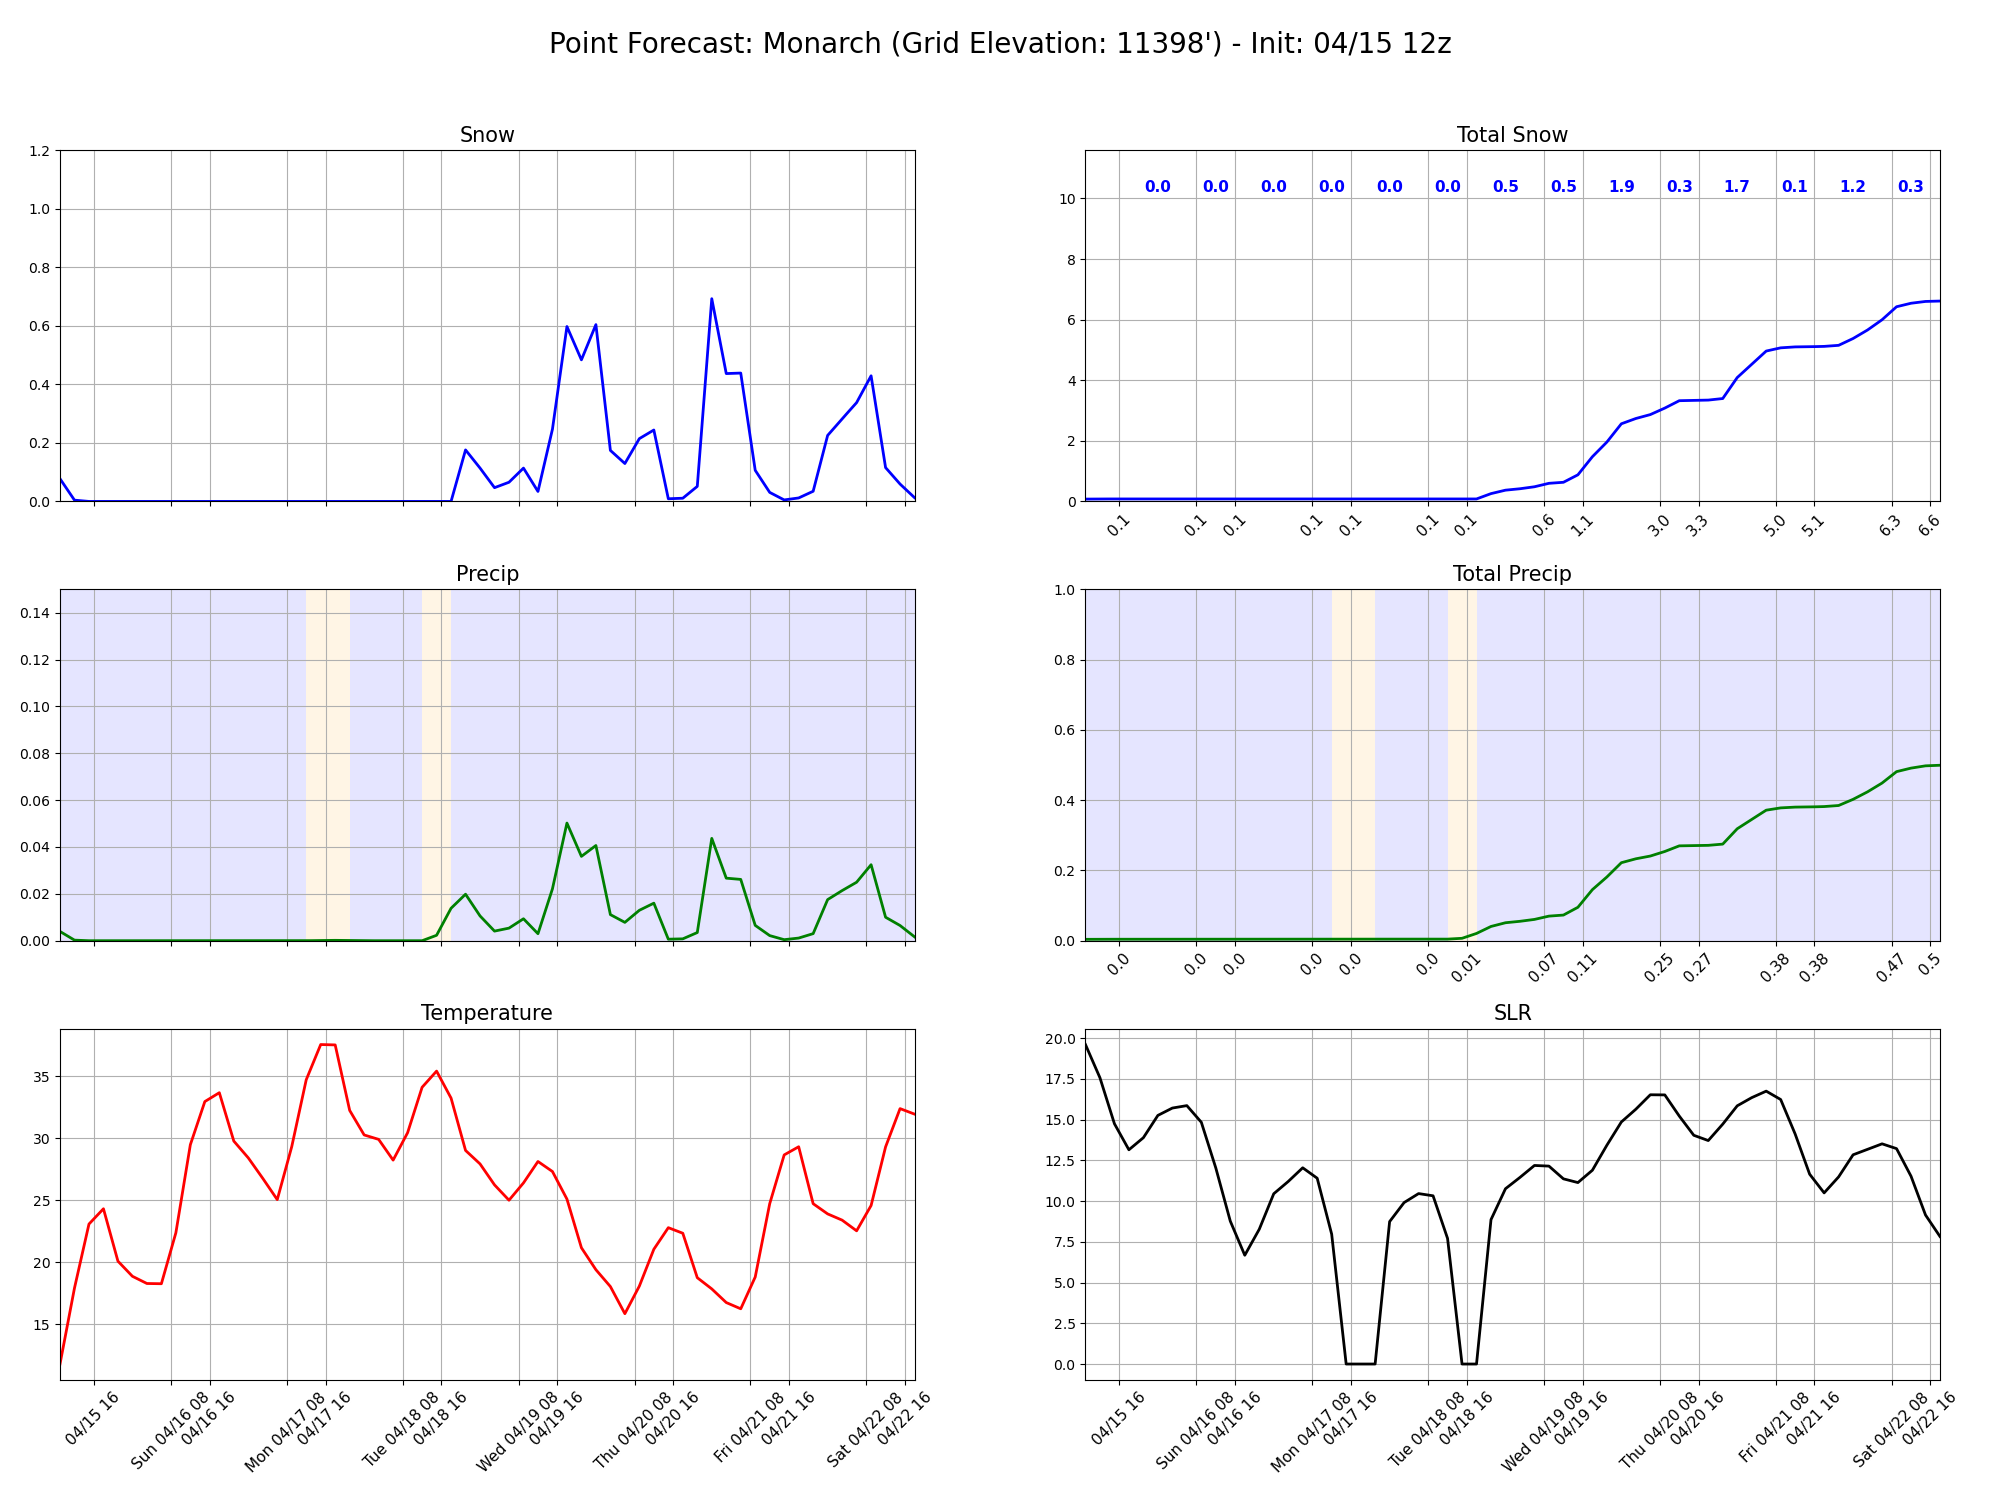 Point Forecast: Monarch (Grid Elevation: 11398') - Init: 04/15 12z
Snow
1.2
1.0
0.8
0.6
0.4
0.2
0.0
Total Snow
0.0 0.0 0.0 0.0 0.0 0.0 0.5 0.5 1.9 0.3 1.7 0.1 1.2 0.3
10
8
6
4
2
0
0.1 0.1 0.1 0.1 0.1 0.1 0.1 0.6 1.1 3.0 3.3 5.0 5.1 6.3 6.6
Precip
0.14
0.12
0.10
0.08
0.06
0.04
0.02
0.00
Total Precip
1.0
0.8
0.6
0.4
0.2
0.0
0.0 0.0 0.0 0.0 0.0 0.0 0.01 0.07 0.11 0.25 0.27 0.38 0.38 0.47 0.5
Temperature
35
30
25
20
15
04/15 16
Sun 04/16 08
04/16 16
Mon 04/17 08
04/17 16
Tue 04/18 08
04/18 16
Wed 04/19 08
04/19 16
Thu 04/20 08
04/20 16
Fri 04/21 08
04/21 16
Sat 04/22 08
04/22 16
SLR
20.0
17.5
15.0
12.5
10.0
7.5
5.0
2.5
0.0
04/15 16
Sun 04/16 08
04/16 16
Mon 04/17 08
04/17 16
Tue 04/18 08
04/18 16
Wed 04/19 08
04/19 16
Thu 04/20 08
04/20 16
Fri 04/21 08
04/21 16
Sat 04/22 08
04/22 16